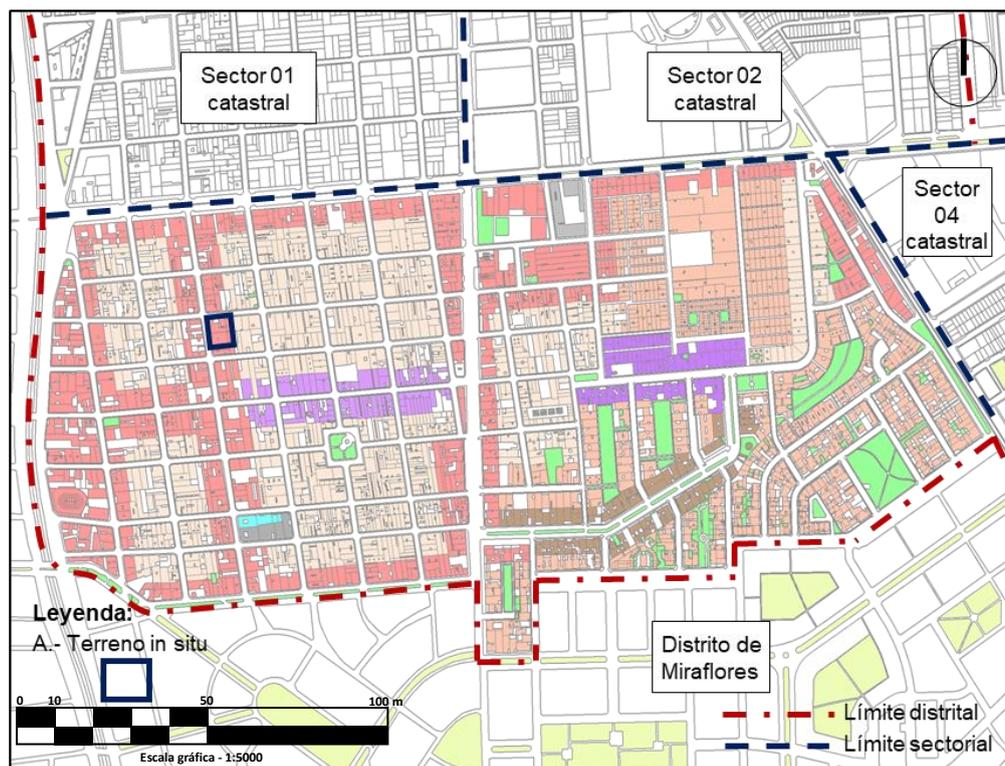 Sector 01
catastral
Sector 02
catastral
Sector
04
catastral
Leyenda:
A.- Terreno in situ
0 10 50 100 m
Escala gráfica - 1:5000
Distrito de
Miraflores
Límite distrital
Límite sectorial